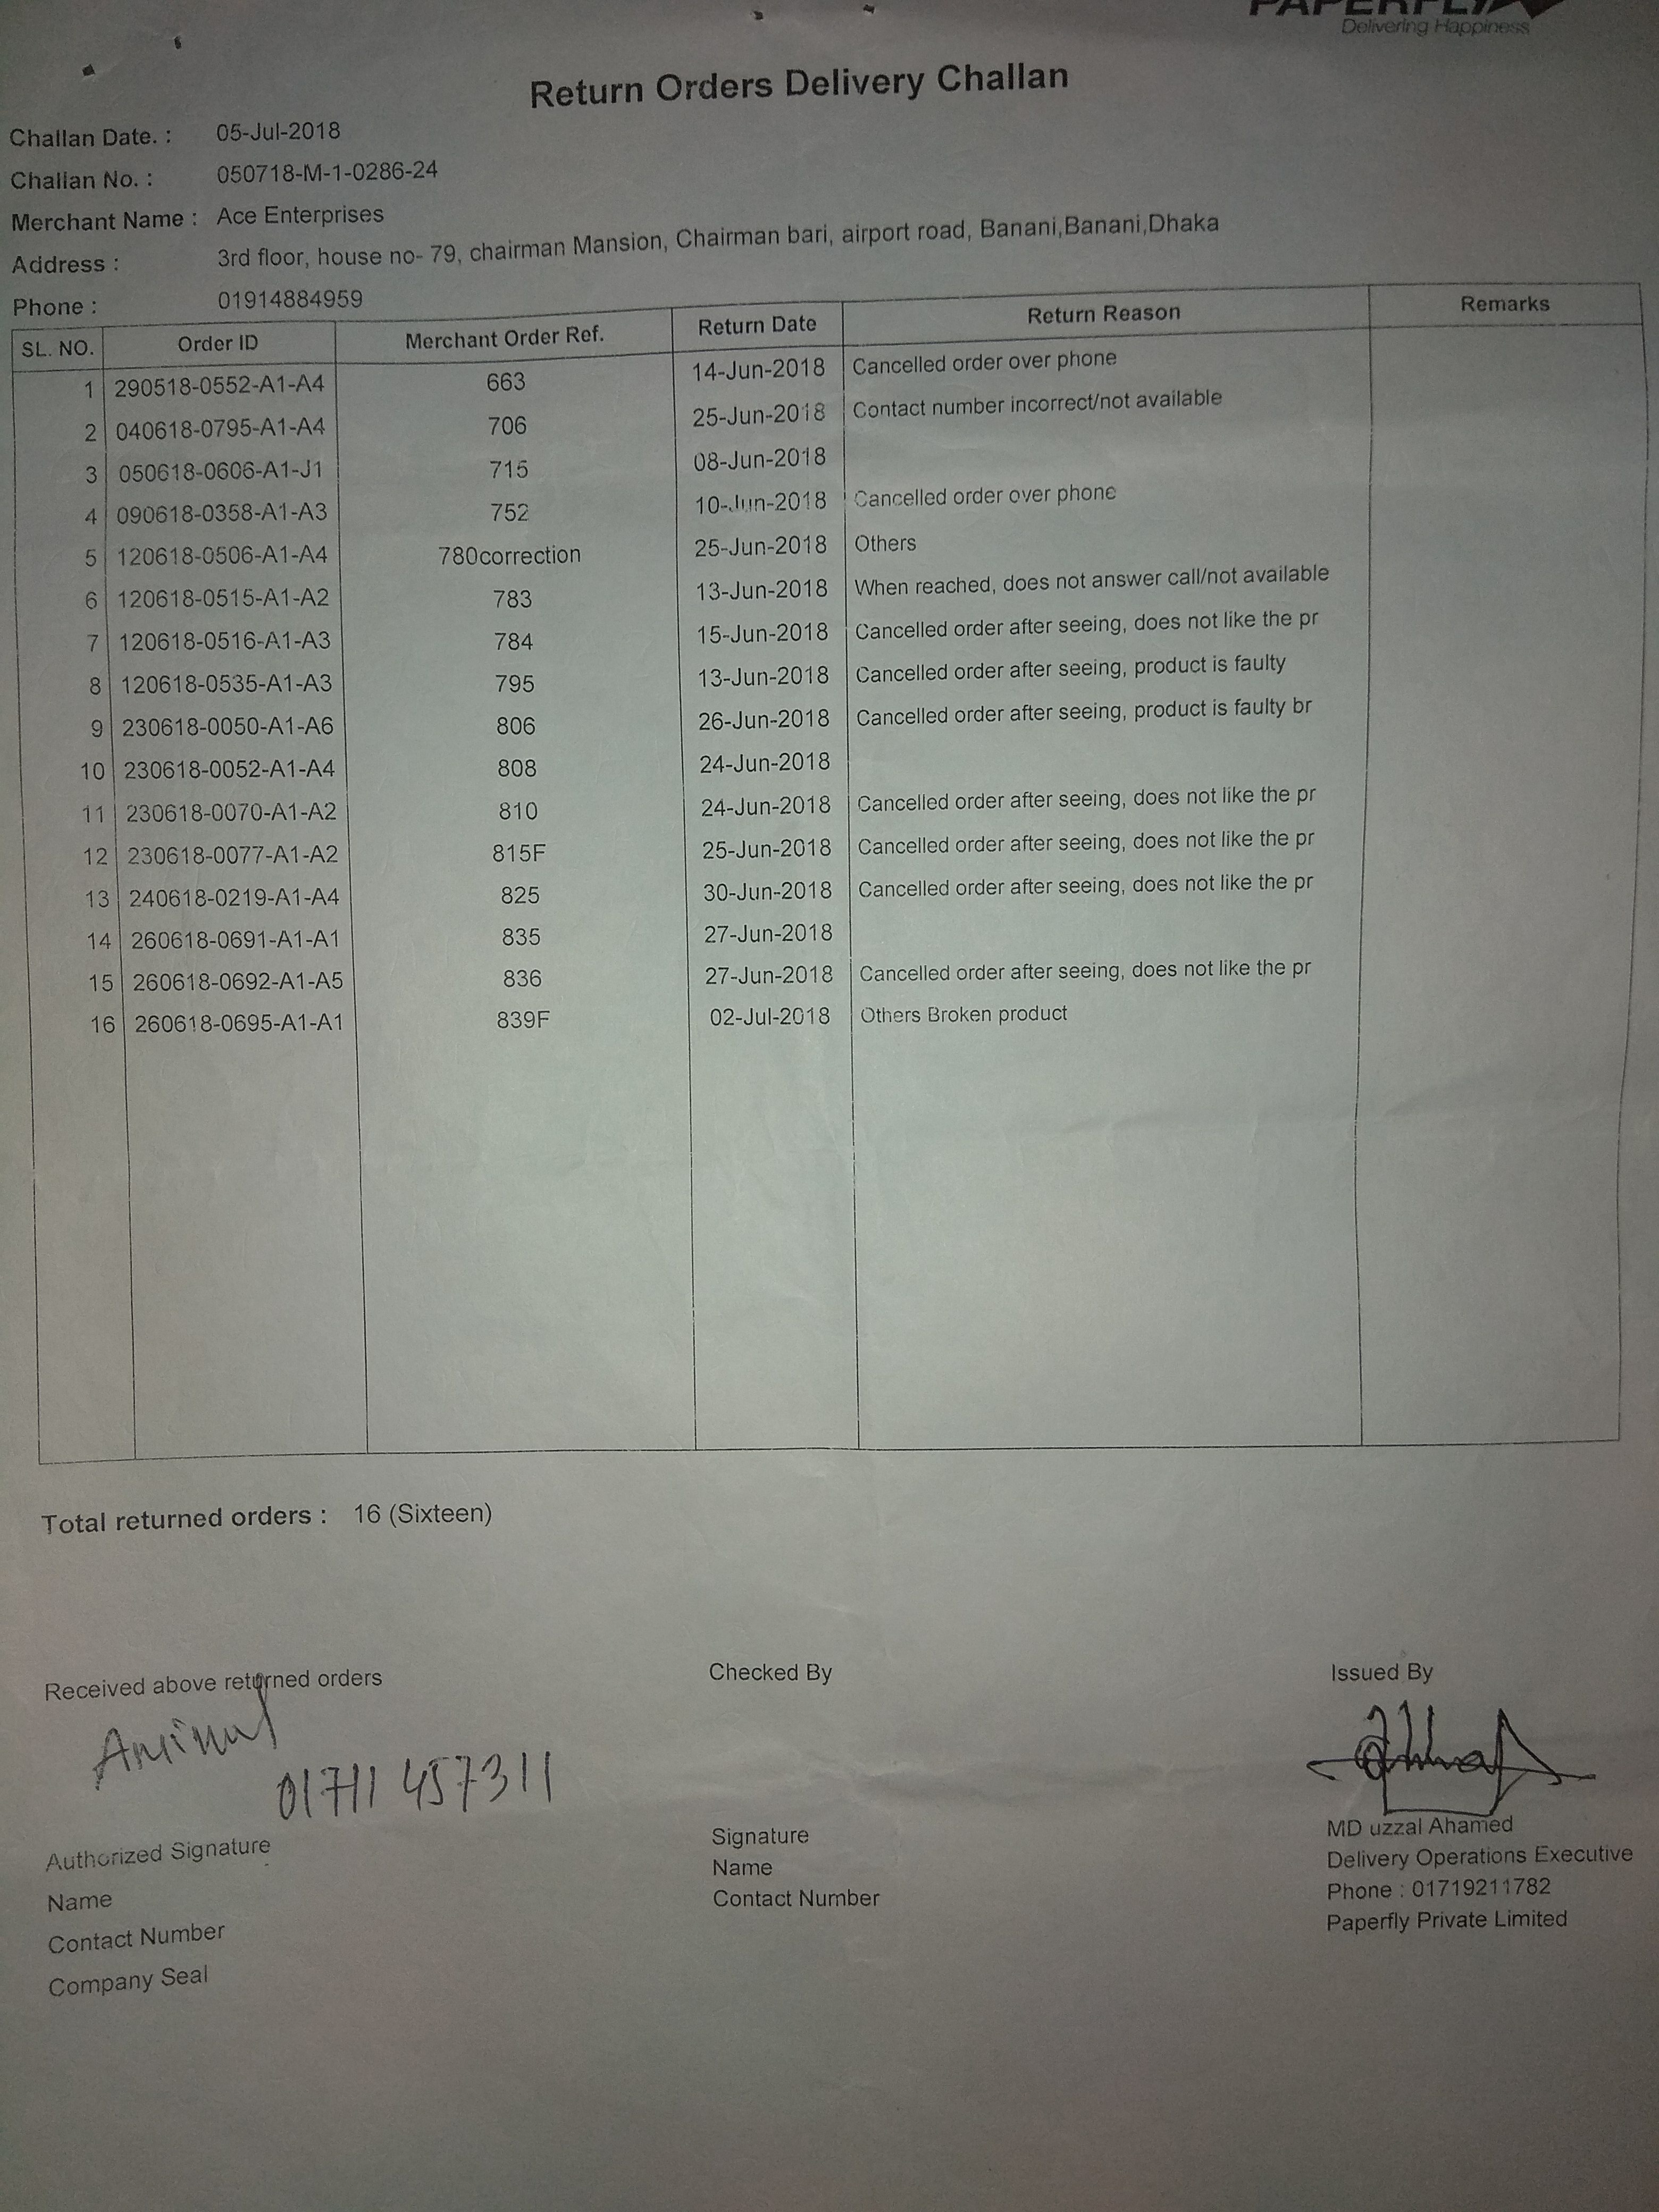 PAPERFLY
Delivering Happiness
Return Orders Delivery Challan
Challan Date. : 05-Jul-2018
Challan No. : 050718-M-1-0286-24
Merchant Name : Ace Enterprises
Address : 3rd floor, house no- 79, chairman Mansion, Chairman bari, airport road, Banani,Banani,Dhaka
Phone : 01914884959
SL. NO. Order ID Merchant Order Ref. Return Date Return Reason Remarks
1 290518-0552-A1-A4 663 14-Jun-2018 Cancelled order over phone
2 040618-0795-A1-A4 706 25-Jun-2018 Contact number incorrect/not available
3 050618-0606-A1-J1 715 08-Jun-2018
4 090618-0358-A1-A3 752 10-Jun-2018 Cancelled order over phone
5 120618-0506-A1-A4 780correction 25-Jun-2018 Others
6 120618-0515-A1-A2 783 13-Jun-2018 When reached, does not answer call/not available
7 120618-0516-A1-A3 784 15-Jun-2018 Cancelled order after seeing, does not like the pr
8 120618-0535-A1-A3 795 13-Jun-2018 Cancelled order after seeing, product is faulty
9 230618-0050-A1-A6 806 26-Jun-2018 Cancelled order after seeing, product is faulty br
10 230618-0052-A1-A4 808 24-Jun-2018
11 230618-0070-A1-A2 810 24-Jun-2018 Cancelled order after seeing, does not like the pr
12 230618-0077-A1-A2 815F 25-Jun-2018 Cancelled order after seeing, does not like the pr
13 240618-0219-A1-A4 825 30-Jun-2018 Cancelled order after seeing, does not like the pr
14 260618-0691-A1-A1 835 27-Jun-2018
15 260618-0692-A1-A5 836 27-Jun-2018 Cancelled order after seeing, does not like the pr
16 260618-0695-A1-A1 839F 02-Jul-2018 Others Broken product
Total returned orders : 16 (Sixteen)
Received above returned orders Checked By Issued By
01711 457311
Authorized Signature Signature MD uzzal Ahamed
Name Name Delivery Operations Executive
Contact Number Contact Number Phone : 01719211782
Company Seal Paperfly Private Limited